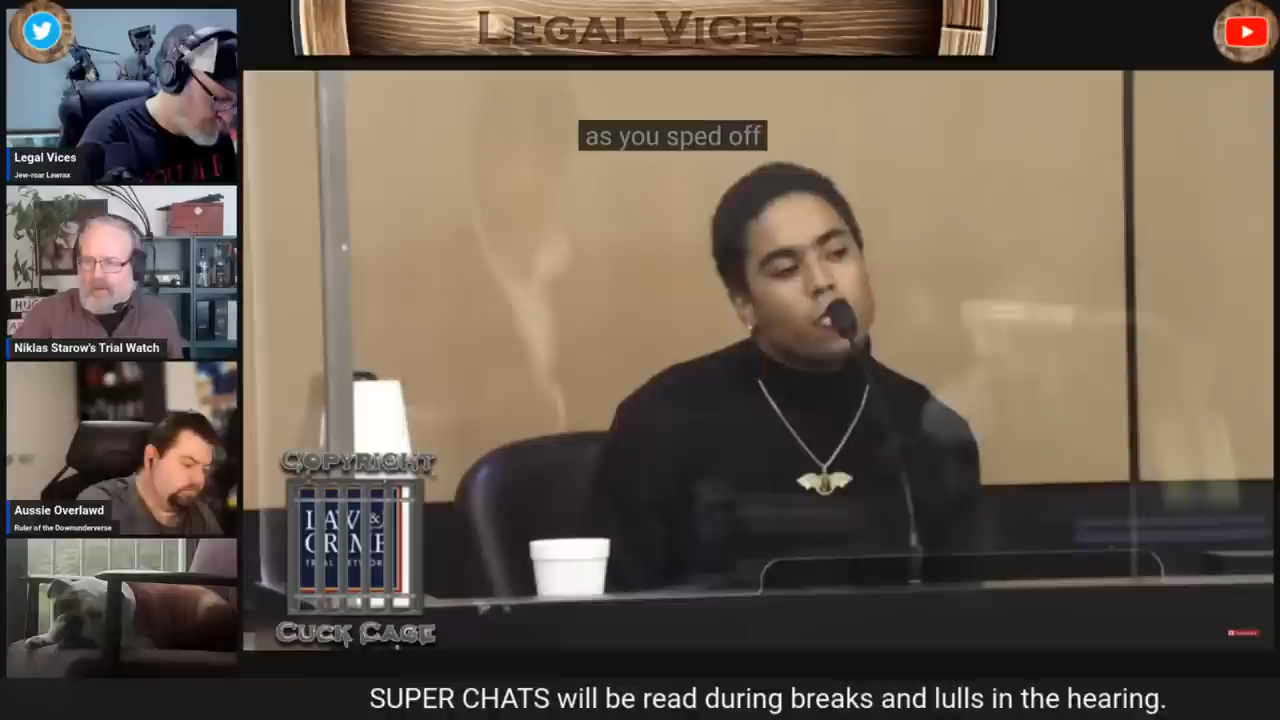 LEGAL VICES
as you sped off
Legal Vices
Jew-roar Lawrax
Niklas Starow's Trial Watch
Aussie Overlawd
Ruler of the Downunderverse
COPYRIGHT
LAW &
CRIME
CUCK CAGE
SUPER CHATS will be read during breaks and lulls in the hearing.